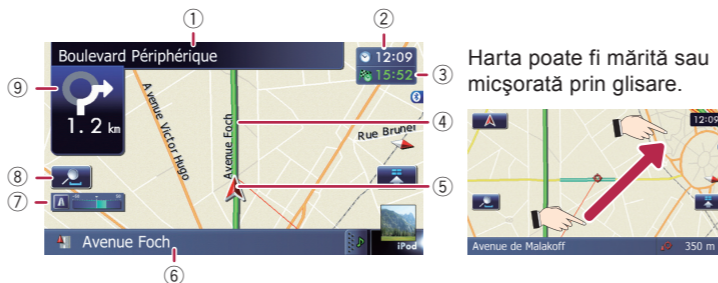 ①
②
Boulevard Périphérique
12:09
15:52
③
⑨
1. 2 km
Avenue Victor Hugo
Avenue Foch
④
Rue Brunel
⑧
⑤
⑦
Avenue Foch
iPod
⑥
Harta poate fi mărită sau
micşorată prin glisare.
12:09
Avenue de Malakoff
350 m